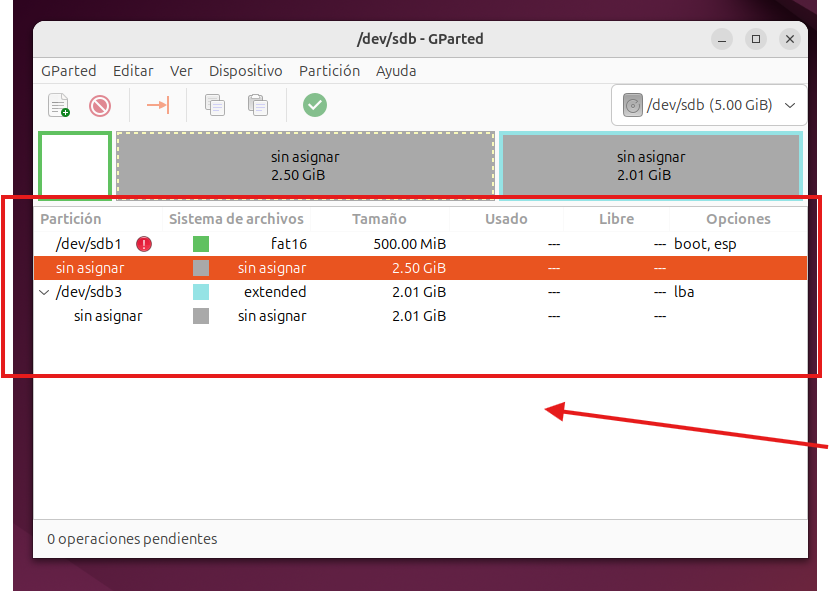 /dev/sdb - GParted
GParted Editar Ver Dispositivo Partición Ayuda
/dev/sdb (5.00 GiB)
sin asignar sin asignar
2.50 GiB 2.01 GiB
Partición Sistema de archivos Tamaño Usado Libre Opciones
/dev/sdb1 fat16 500.00 MiB --- --- boot, esp
sin asignar sin asignar 2.50 GiB --- ---
/dev/sdb3 extended 2.01 GiB --- --- lba
sin asignar sin asignar 2.01 GiB --- ---
0 operaciones pendientes